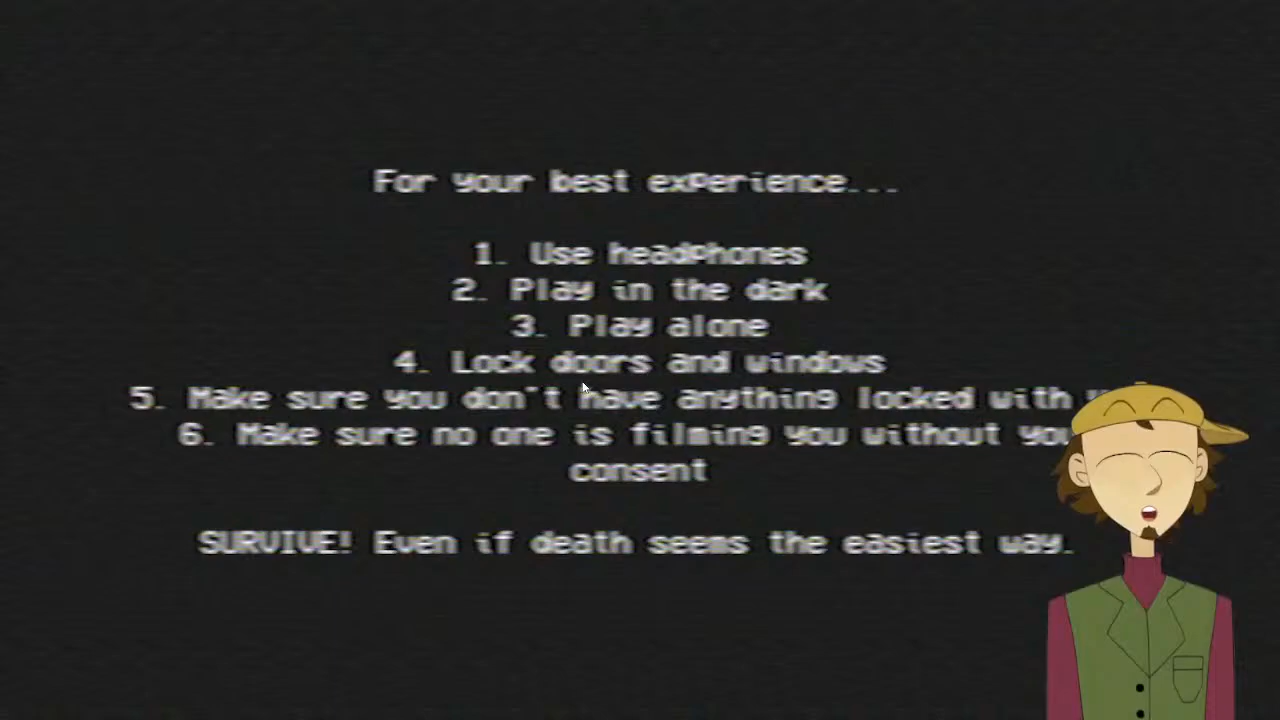 For your best experience...
1. Use headphones
2. Play in the dark
3. Play alone
4. Lock doors and windows
5. Make sure you don't have anything locked with
6. Make sure no one is filming you without
consent
SURVIVE! Even if death seems the easiest way.